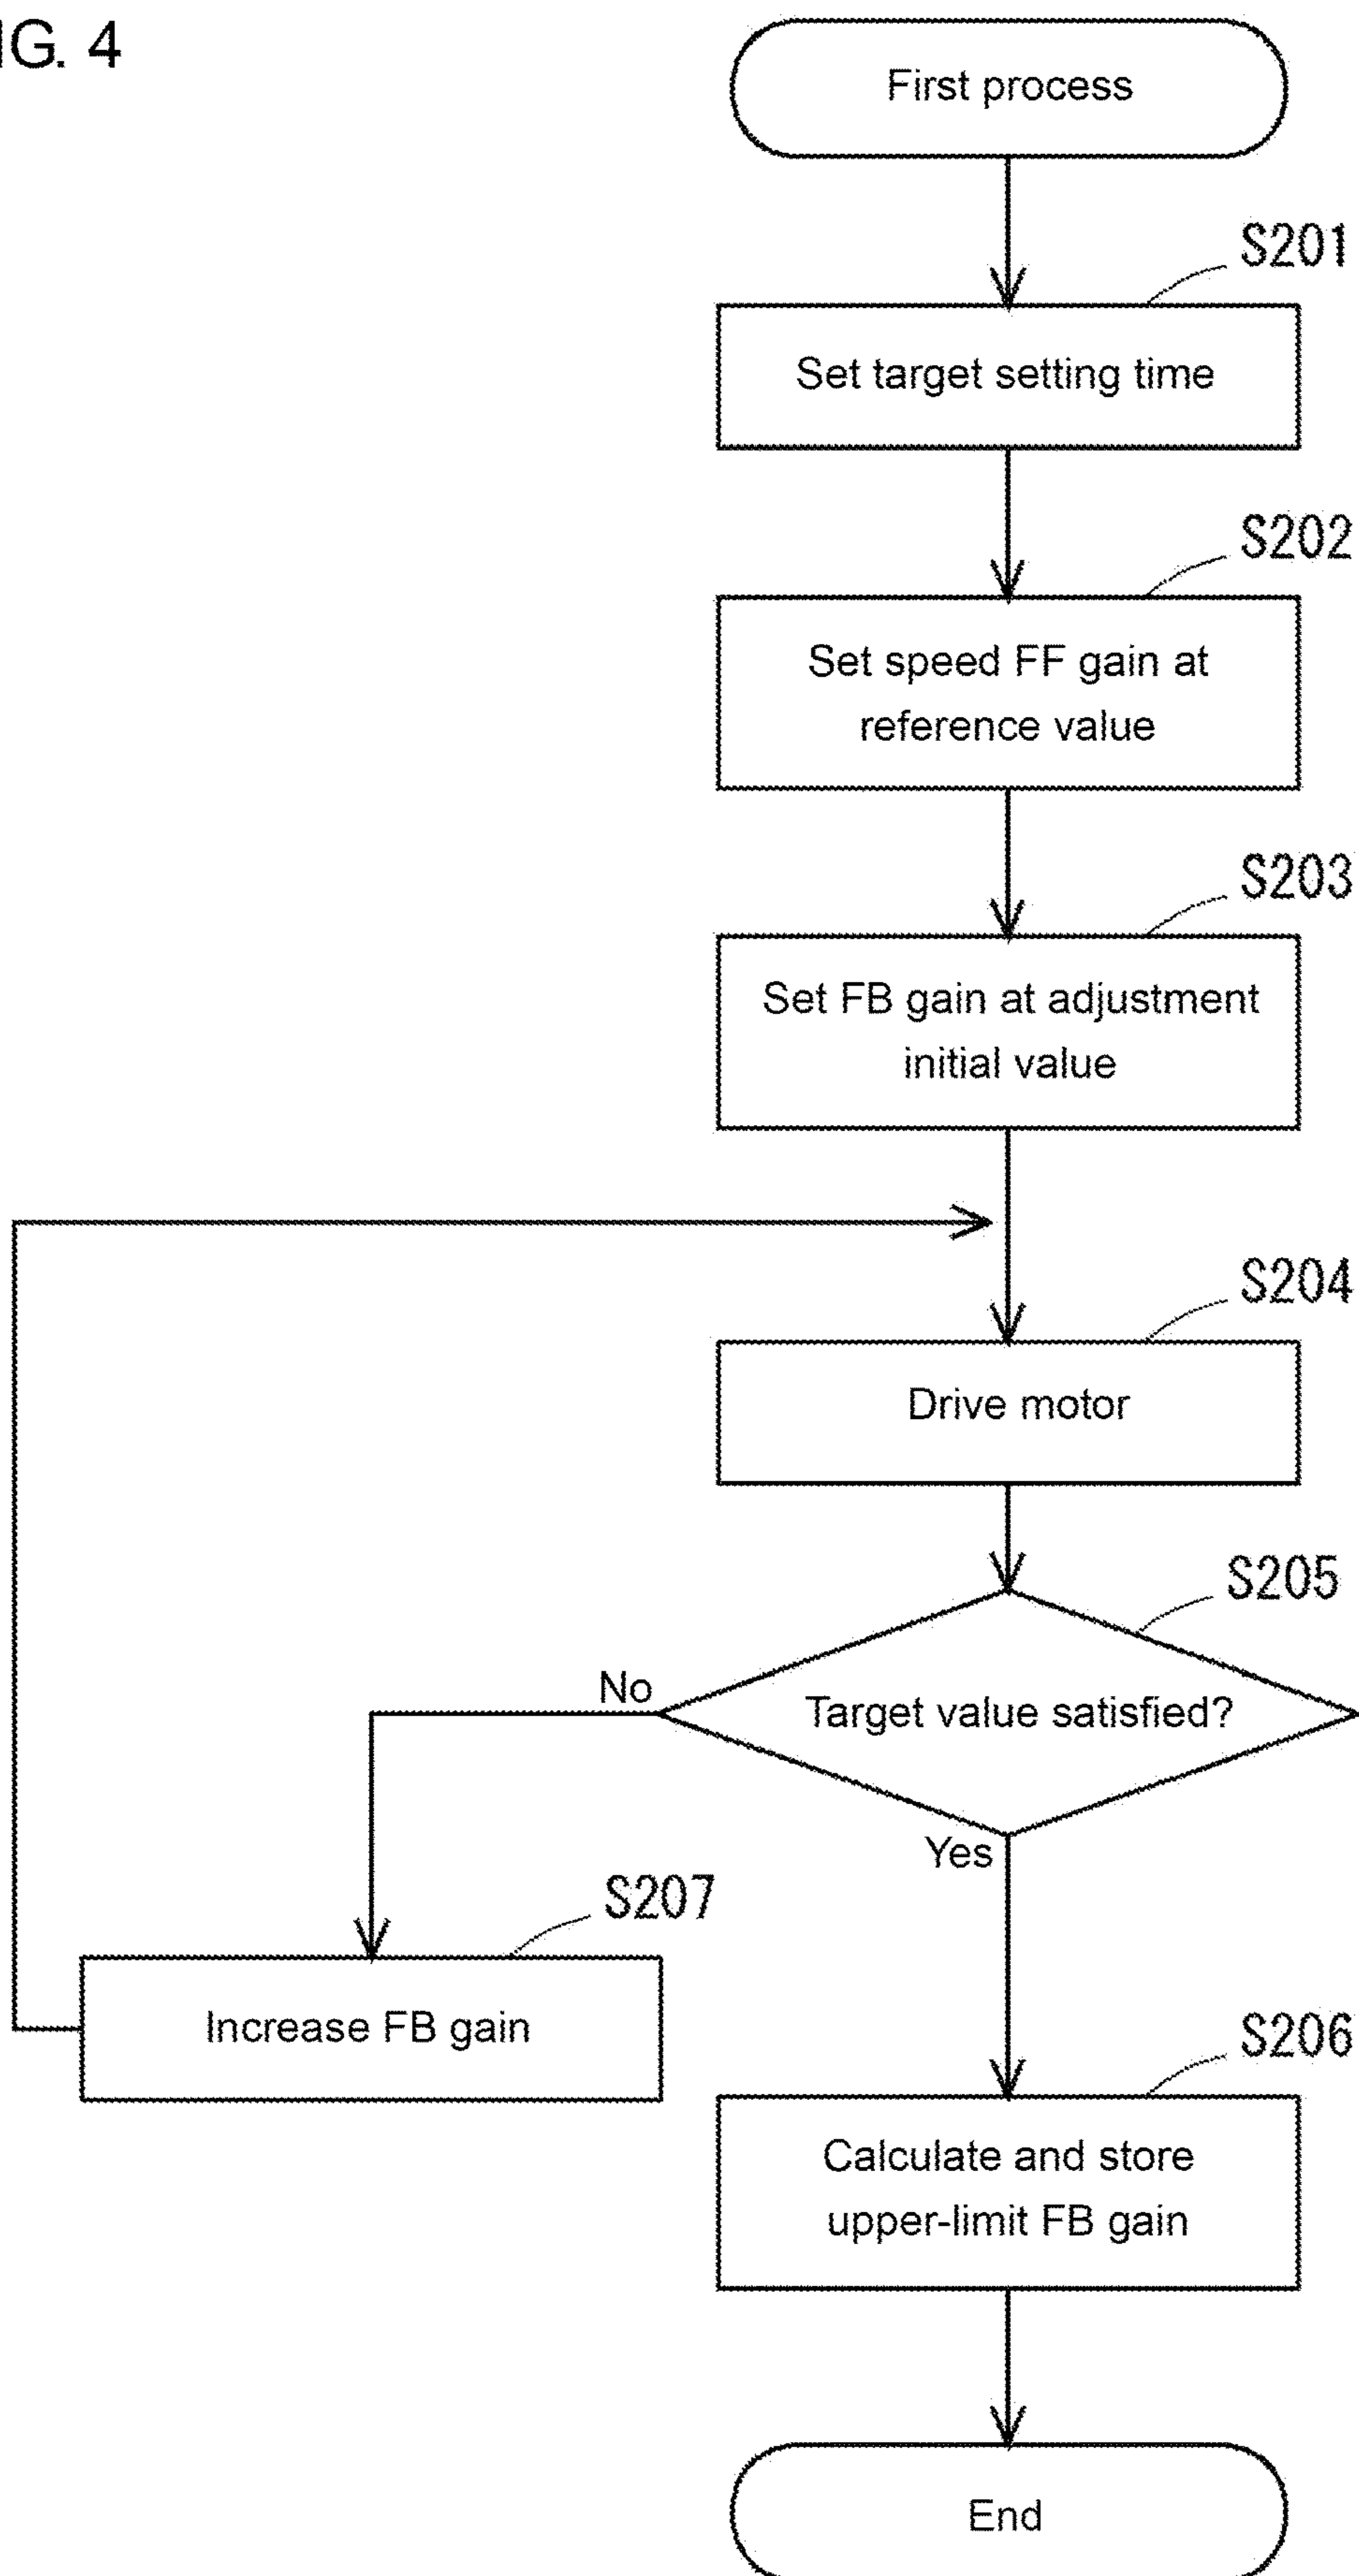 IG. 4
First process
S201
Set target setting time
S202
Set speed FF gain at
reference value
S203
Set FB gain at adjustment
initial value
S204
Drive motor
S205
Target value satisfied?
No
Yes
S207
Increase FB gain
S206
Calculate and store
upper-limit FB gain
End